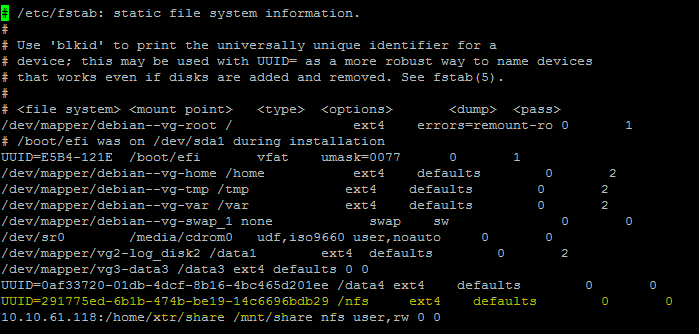 # /etc/fstab: static file system information.
#
# Use 'blkid' to print the universally unique identifier for a
# device; this may be used with UUID= as a more robust way to name devices
# that works even if disks are added and removed. See fstab(5).
#
# <file system> <mount point>   <type>  <options>       <dump>  <pass>
/dev/mapper/debian--vg-root /               ext4    errors=remount-ro 0       1
# /boot/efi was on /dev/sda1 during installation
UUID=E5B4-121E  /boot/efi       vfat    umask=0077      0       1
/dev/mapper/debian--vg-home /home           ext4    defaults        0       2
/dev/mapper/debian--vg-tmp /tmp            ext4    defaults        0       2
/dev/mapper/debian--vg-var /var            ext4    defaults        0       2
/dev/mapper/debian--vg-swap_1 none            swap    sw              0       0
/dev/sr0        /media/cdrom0   udf,iso9660 user,noauto     0       0
/dev/mapper/vg2-log_disk2 /data1        ext4  defaults        0       2
/dev/mapper/vg3-data3 /data3 ext4 defaults 0 0
UUID=0af33720-01db-4dcf-8b16-4bc465d201ee /data4 ext4    defaults        0      0
UUID=291775ed-6b1b-474b-be19-14c6696bdb29 /nfs     ext4    defaults        0      0
10.10.61.118:/home/xtr/share /mnt/share nfs user,rw 0 0